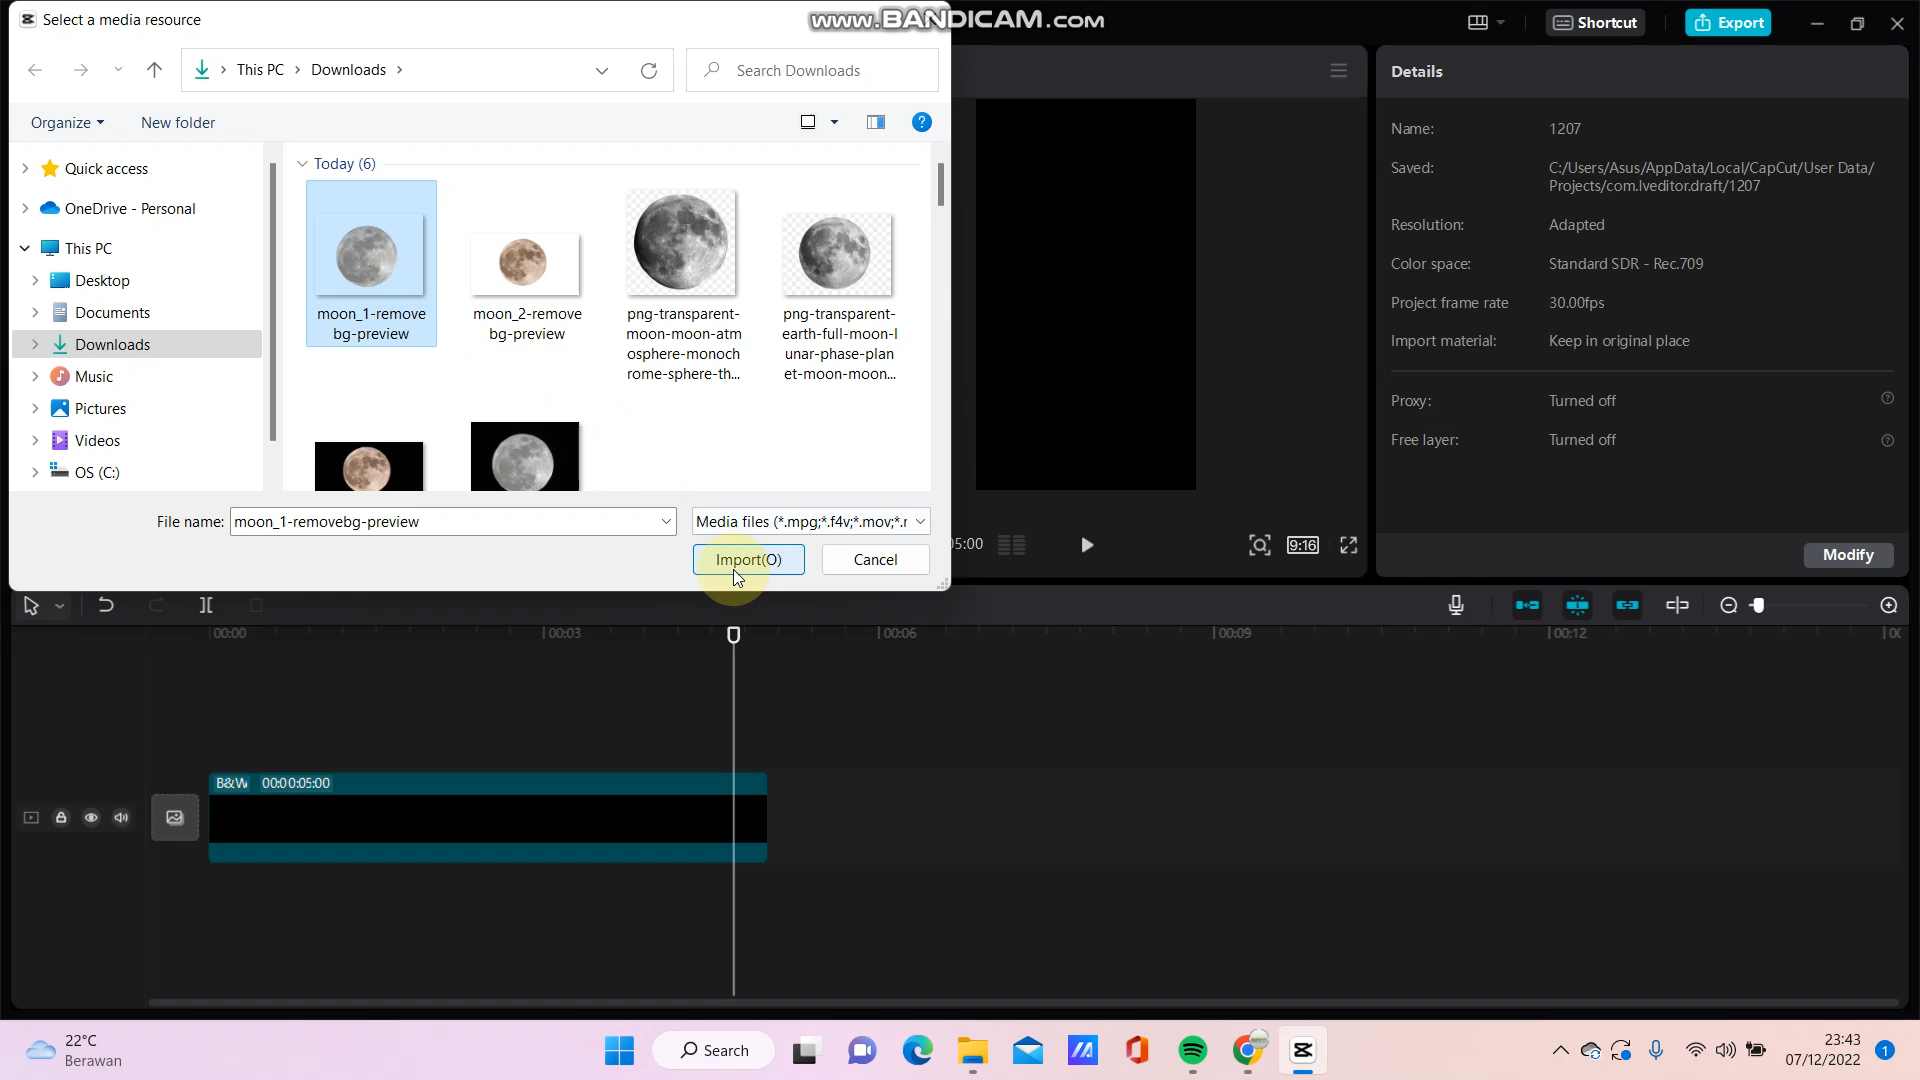 Select a media resource
www.BANDICAM.COM
Shortcut
Export
This PC
Downloads
Search Downloads
Details
Organize
New folder
Name:
1207
Today (6)
Quick access
OneDrive - Personal
This PC
Desktop
Documents
Downloads
Music
Pictures
Videos
OS (C:)
moon_1-remove
bg-preview
moon_2-remove
bg-preview
png-transparent-
moon-moon-atm
osphere-monoch
rome-sphere-th...
png-transparent-
earth-full-moon-l
unar-phase-plan
et-moon-moon...
Saved:
C:/Users/Asus/AppData/Local/CapCut/User Data/
Projects/com.lveditor.draft/1207
Resolution:
Adapted
Color space:
Standard SDR - Rec.709
Project frame rate
30.00fps
Import material:
Keep in original place
Proxy:
Turned off
Free layer:
Turned off
File name:
moon_1-removebg-preview
Media files (*.mpg;*.f4v;*.mov;*.r
Import(O)
Cancel
05:00
9:16
Modify
00:00
00:03
00:06
00:09
00:12
B&W 00:00:05:00
22°C
Berawan
Search
23:43
07/12/2022
1